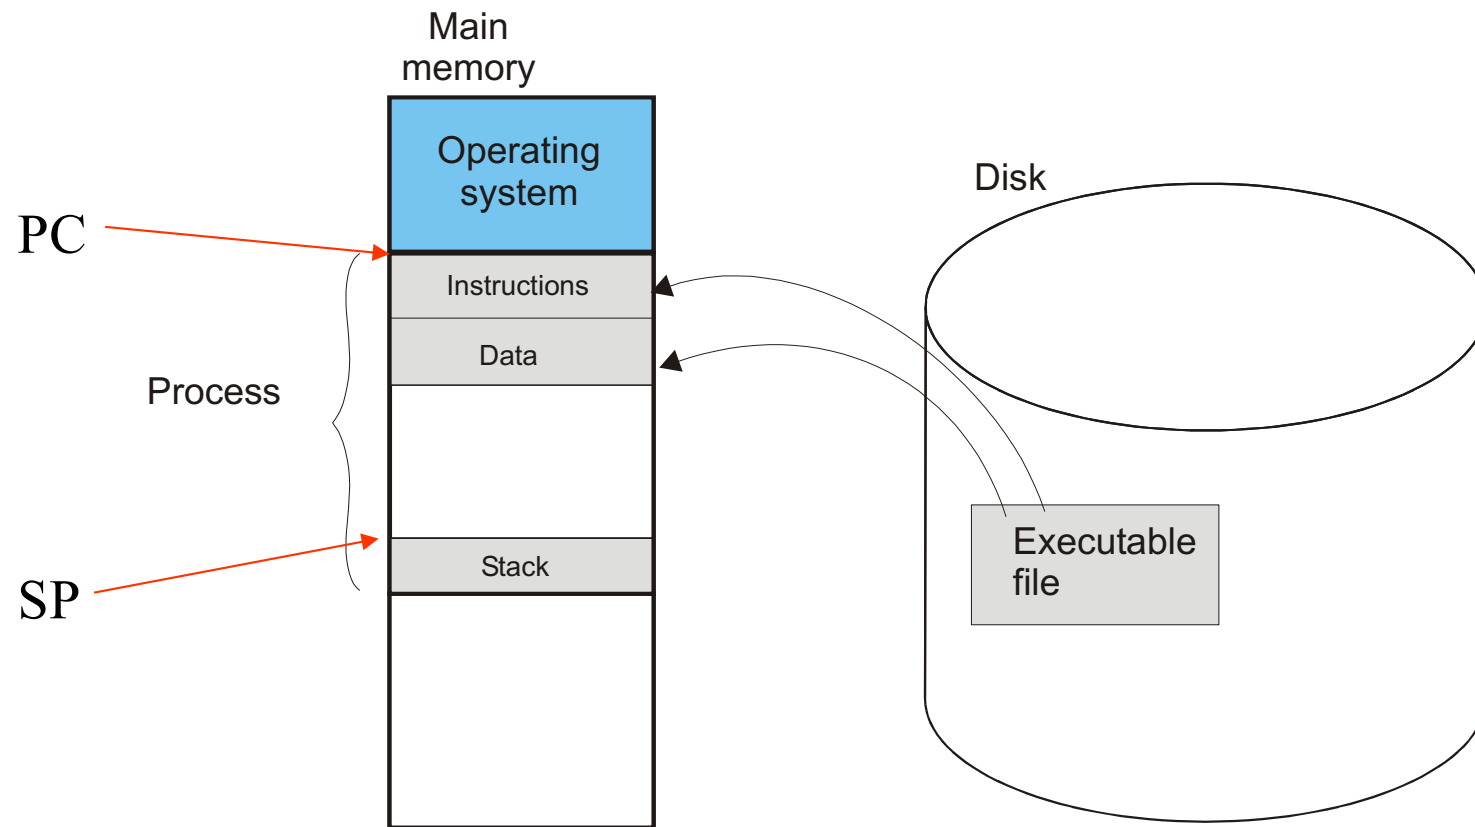 Main
memory
Operating
system
Disk
PC
Instructions
Data
Process
Executable
file
Stack
SP